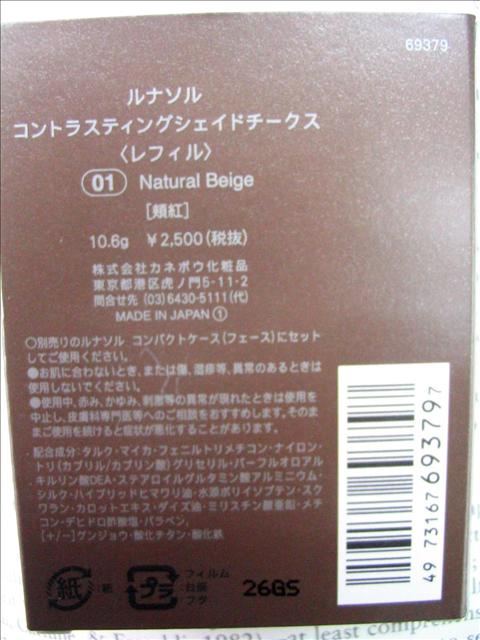 69379
ルナソル
コントラスティングシェイドチークス
〈レフィル〉
01 Natural Beige
[頬紅]
10.6g ¥2,500(税抜)
株式会社カネボウ化粧品
東京都港区虎ノ門5-11-2
問合せ先 (03)6430-5111(代)
MADE IN JAPAN ①
○別売りのルナソル コンパクトケース(フェース)にセット
してご使用ください。
●お肌に合わないとき、または傷、湿疹等、異常のあるときは
使用しないでください。
●使用中、赤み、かゆみ、刺激等の異常が現れたときは使用を
中止し、皮膚科専門医等へのご相談をおすすめします。そのま
まご使用を続けると症状が悪化することがあります。
配合成分:タルク・マイカ・フェニルトリメチコン・ナイロン・
トリ(カプリル/カプリン酸)グリセリル・パーフルオロアル
キルリン酸DEA・ステアロイルグルタミン酸アルミニウム・
シルク・ハイブリッドヒマワリ油・水添ポリイソブテン・スク
ワラン・カロットエキス・ダイズ油・ミリスチン酸亜鉛・メチ
コン・デヒドロ酢酸塩・パラベン,
[+/-]グンジョウ・酸化チタン・酸化鉄
紙 :箱
プラ フィルム
台座
フタ
26GS
49 73167 693797
at least comprehens